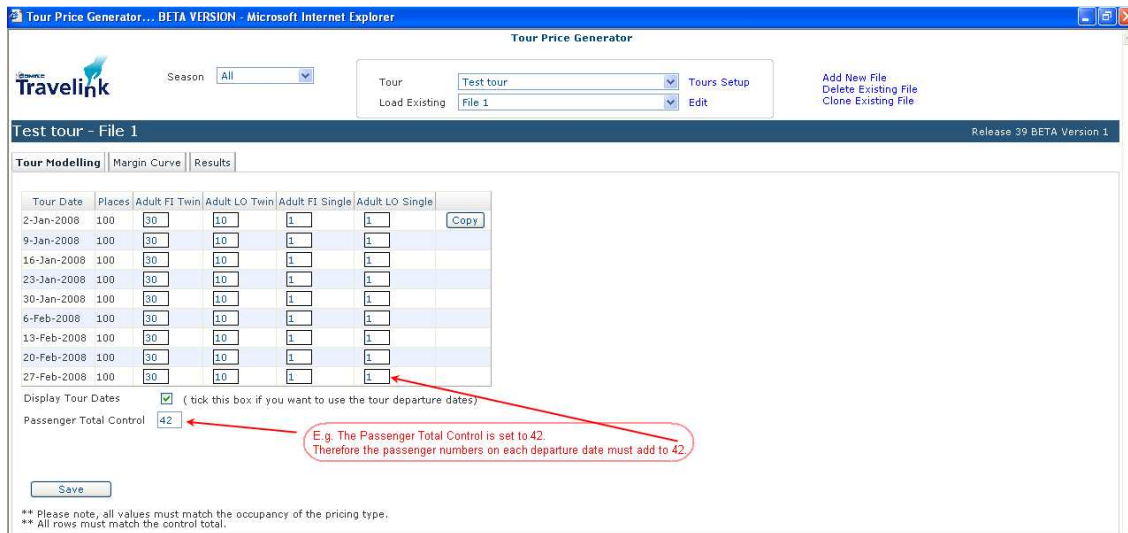 Tour Price Generator... BETA VERSION - Microsoft Internet Explorer
Tour Price Generator
Travelink
Season All
Tour Test tour Tours Setup
Load Existing File 1 Edit
Add New File
Delete Existing File
Clone Existing File
Test tour - File 1 Release 39 BETA Version 1
Tour Modelling Margin Curve Results
Tour Date Places Adult FI Twin Adult LO Twin Adult FI Single Adult LO Single
2-Jan-2008 100 30 10 1 1 Copy
9-Jan-2008 100 30 10 1 1
16-Jan-2008 100 30 10 1 1
23-Jan-2008 100 30 10 1 1
30-Jan-2008 100 30 10 1 1
6-Feb-2008 100 30 10 1 1
13-Feb-2008 100 30 10 1 1
20-Feb-2008 100 30 10 1 1
27-Feb-2008 100 30 10 1 1
Display Tour Dates ( tick this box if you want to use the tour departure dates)
Passenger Total Control 42
E.g. The Passenger Total Control is set to 42.
Therefore the passenger numbers on each departure date must add to 42.
Save
** Please note, all values must match the occupancy of the pricing type.
** All rows must match the control total.